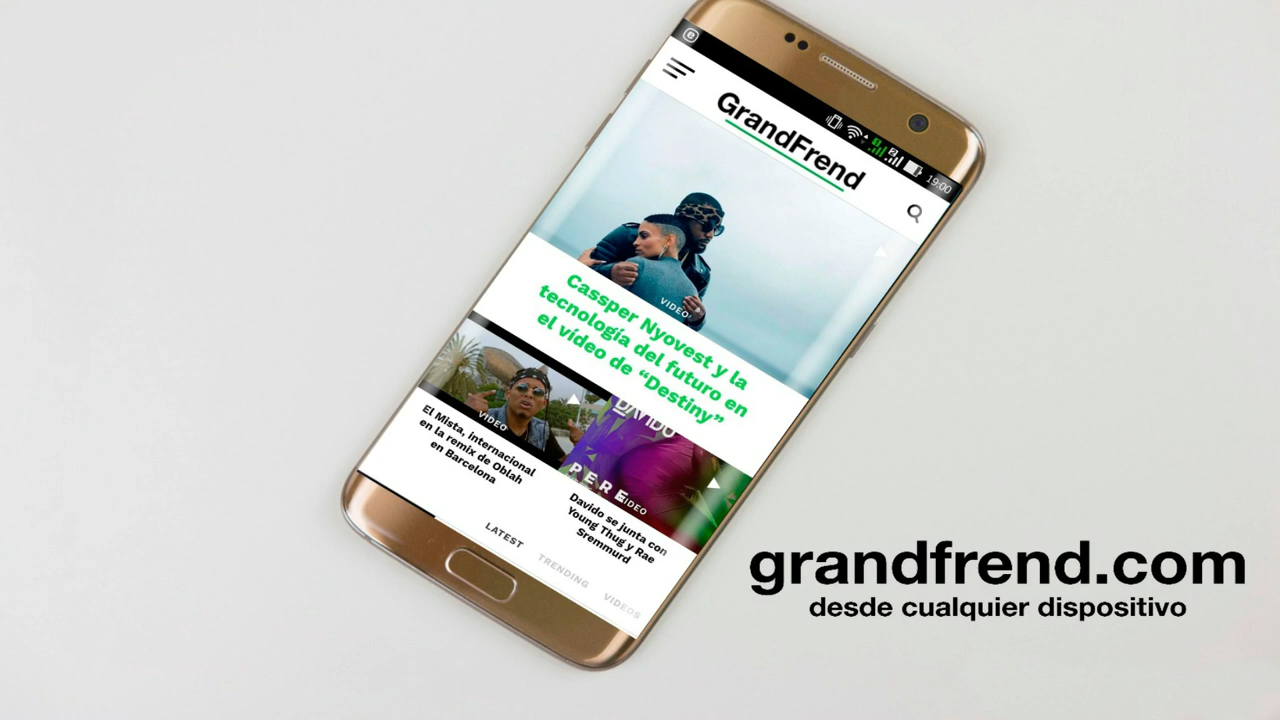 19:00
GrandFrend
VIDEO
Cassper Nyovest y la
tecnología del futuro en
el vídeo de “Destiny”
VIDEO
El Mista, internacional
en la remix de Oblah
en Barcelona
DAVIDO
PERE
VIDEO
Davido se junta con
Young Thug y Rae
Sremmurd
LATEST
TRENDING
VIDEOS
grandfrend.com
desde cualquier dispositivo